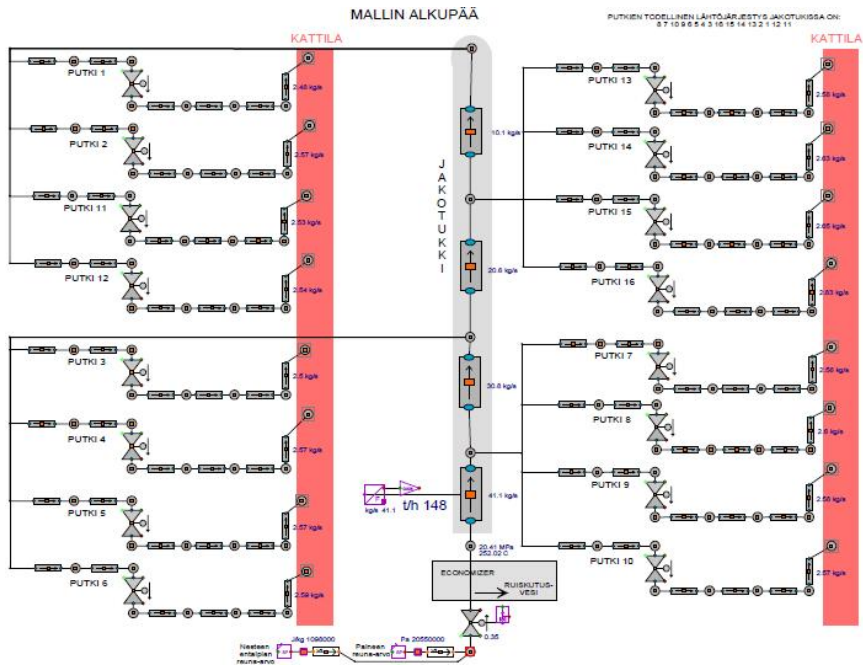 MALLIN ALKUPÄÄ
PUTKIEN TODELLINEN LÄHTÖJÄRJESTYS JAKOTUKISSA ON:
8 7 10 9 6 5 4 3 16 15 14 13 2 1 12 11
KATTILA
KATTILA
PUTKI 1
2.48 kg/s
PUTKI 2
2.57 kg/s
PUTKI 11
2.53 kg/s
PUTKI 12
2.54 kg/s
PUTKI 3
2.5 kg/s
PUTKI 4
2.57 kg/s
PUTKI 5
2.57 kg/s
PUTKI 6
2.59 kg/s
JAKOTUKKI
10.1 kg/s
20.6 kg/s
30.8 kg/s
41.1 kg/s
kg/s 41.1
t/h 148
20.41 MPa
252.02 C
ECONOMIZER
RUISKUTUS-
VESI
0.35
Nesteen
entalpian
reuna-arvo
J/kg 1098000
Paineen
reuna-arvo
Pa 20550000
PUTKI 13
2.58 kg/s
PUTKI 14
2.63 kg/s
PUTKI 15
2.65 kg/s
PUTKI 16
2.63 kg/s
PUTKI 7
2.56 kg/s
PUTKI 8
2.6 kg/s
PUTKI 9
2.58 kg/s
PUTKI 10
2.57 kg/s